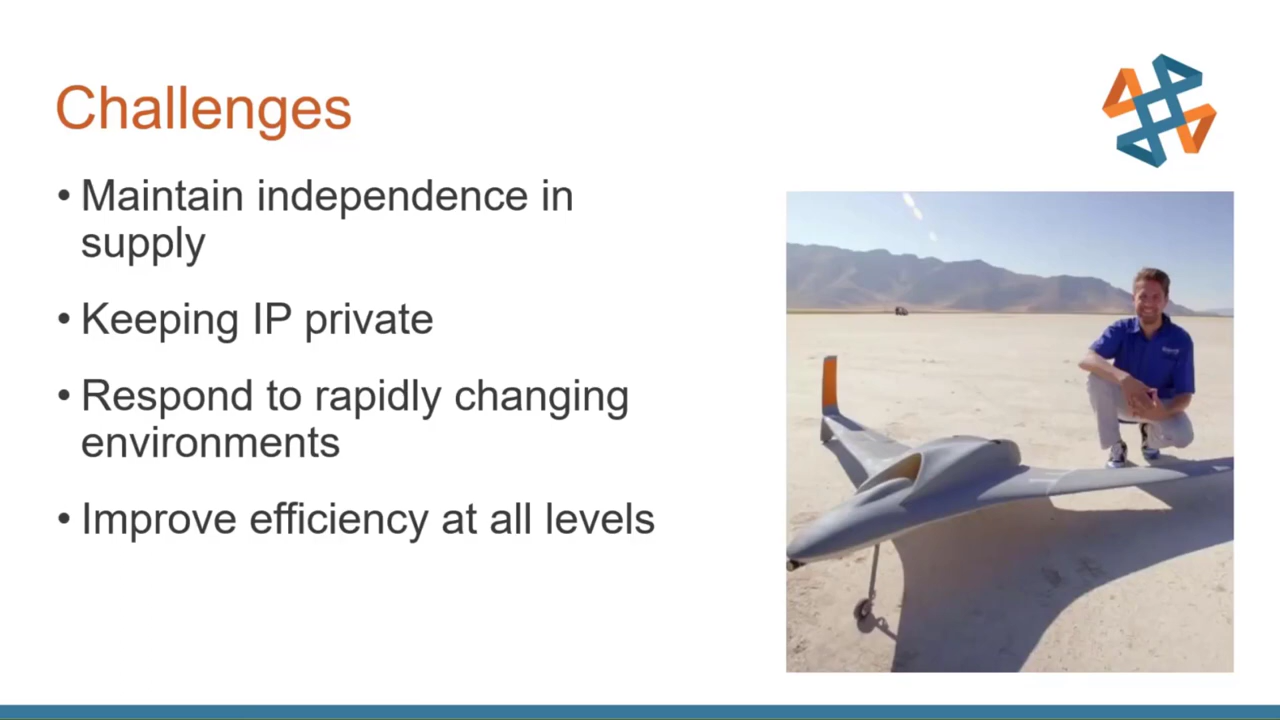 Challenges
• Maintain independence in
supply
• Keeping IP private
• Respond to rapidly changing
environments
• Improve efficiency at all levels